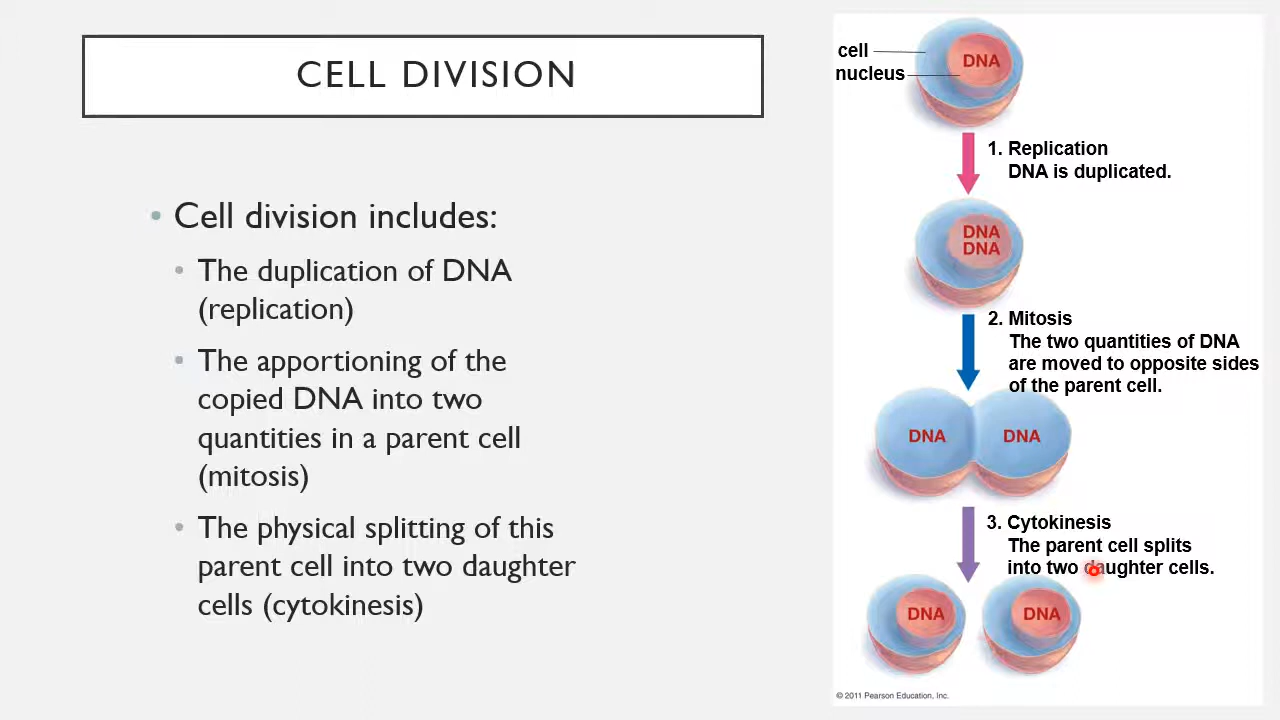 CELL DIVISION
• Cell division includes:
• The duplication of DNA
(replication)
• The apportioning of the
copied DNA into two
quantities in a parent cell
(mitosis)
• The physical splitting of this
parent cell into two daughter
cells (cytokinesis)
cell
nucleus
DNA
1. Replication
DNA is duplicated.
DNA
DNA
2. Mitosis
The two quantities of DNA
are moved to opposite sides
of the parent cell.
DNA DNA
3. Cytokinesis
The parent cell splits
into two daughter cells.
DNA DNA
© 2011 Pearson Education, Inc.